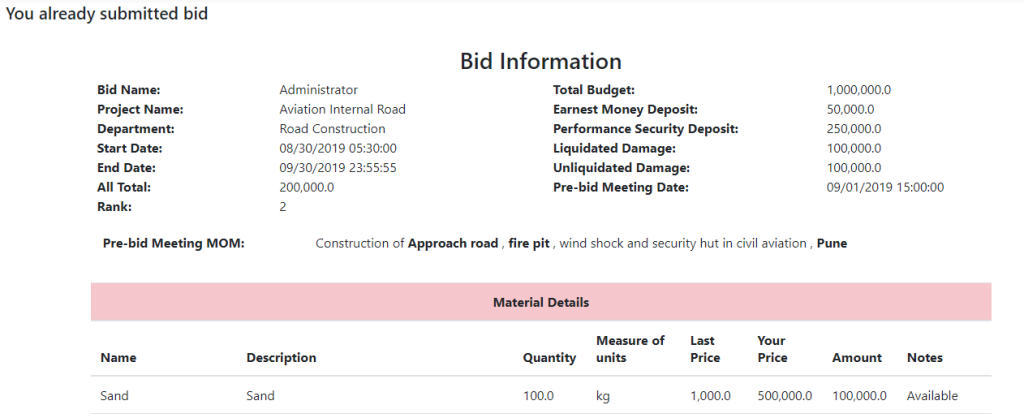 You already submitted bid
Bid Information
Bid Name: Administrator Total Budget: 1,000,000.0
Project Name: Aviation Internal Road Earnest Money Deposit: 50,000.0
Department: Road Construction Performance Security Deposit: 250,000.0
Start Date: 08/30/2019 05:30:00 Liquidated Damage: 100,000.0
End Date: 09/30/2019 23:55:55 Unliquidated Damage: 100,000.0
All Total: 200,000.0 Pre-bid Meeting Date: 09/01/2019 15:00:00
Rank: 2
Pre-bid Meeting MOM: Construction of Approach road , fire pit , wind shock and security hut in civil aviation , Pune
Material Details
Name Description Quantity Measure of units Last Price Your Price Amount Notes
Sand Sand 100.0 kg 1,000.0 500,000.0 100,000.0 Available